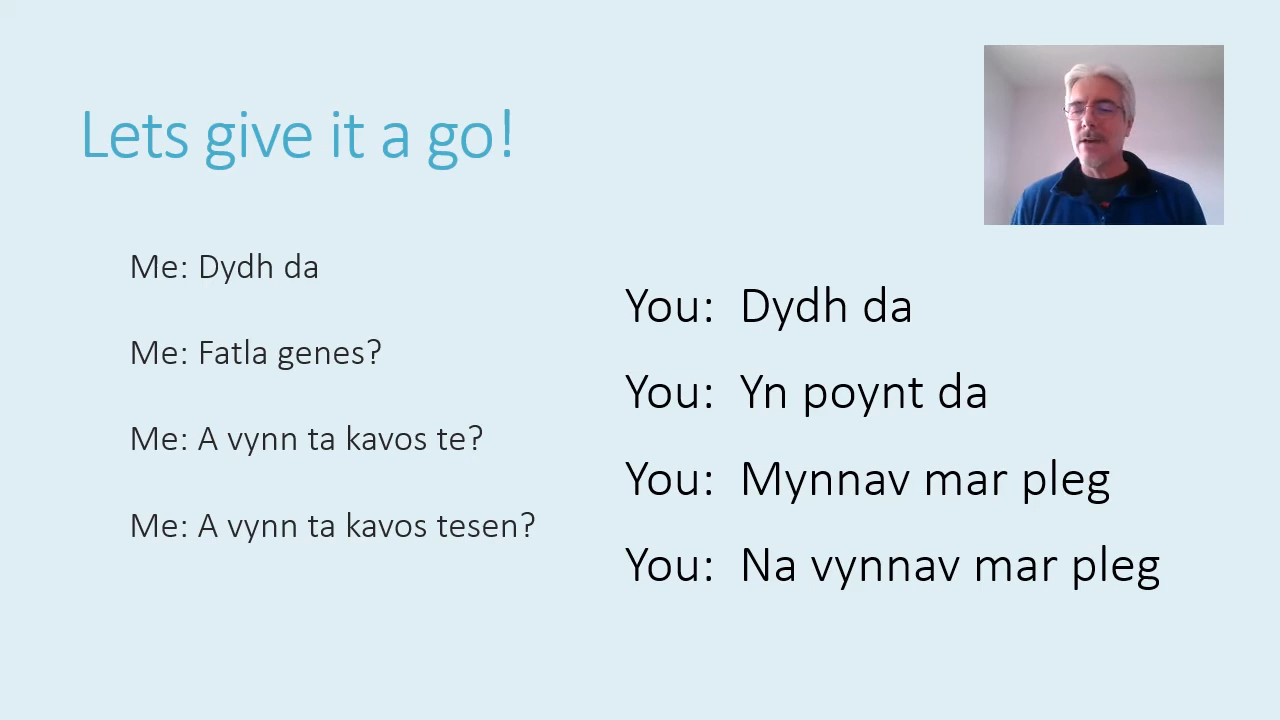 Lets give it a go!
Me: Dydh da
You: Dydh da
Me: Fatla genes?
You: Yn poynt da
Me: A vynn ta kavos te?
You: Mynnav mar pleg
Me: A vynn ta kavos tesen?
You: Na vynnav mar pleg